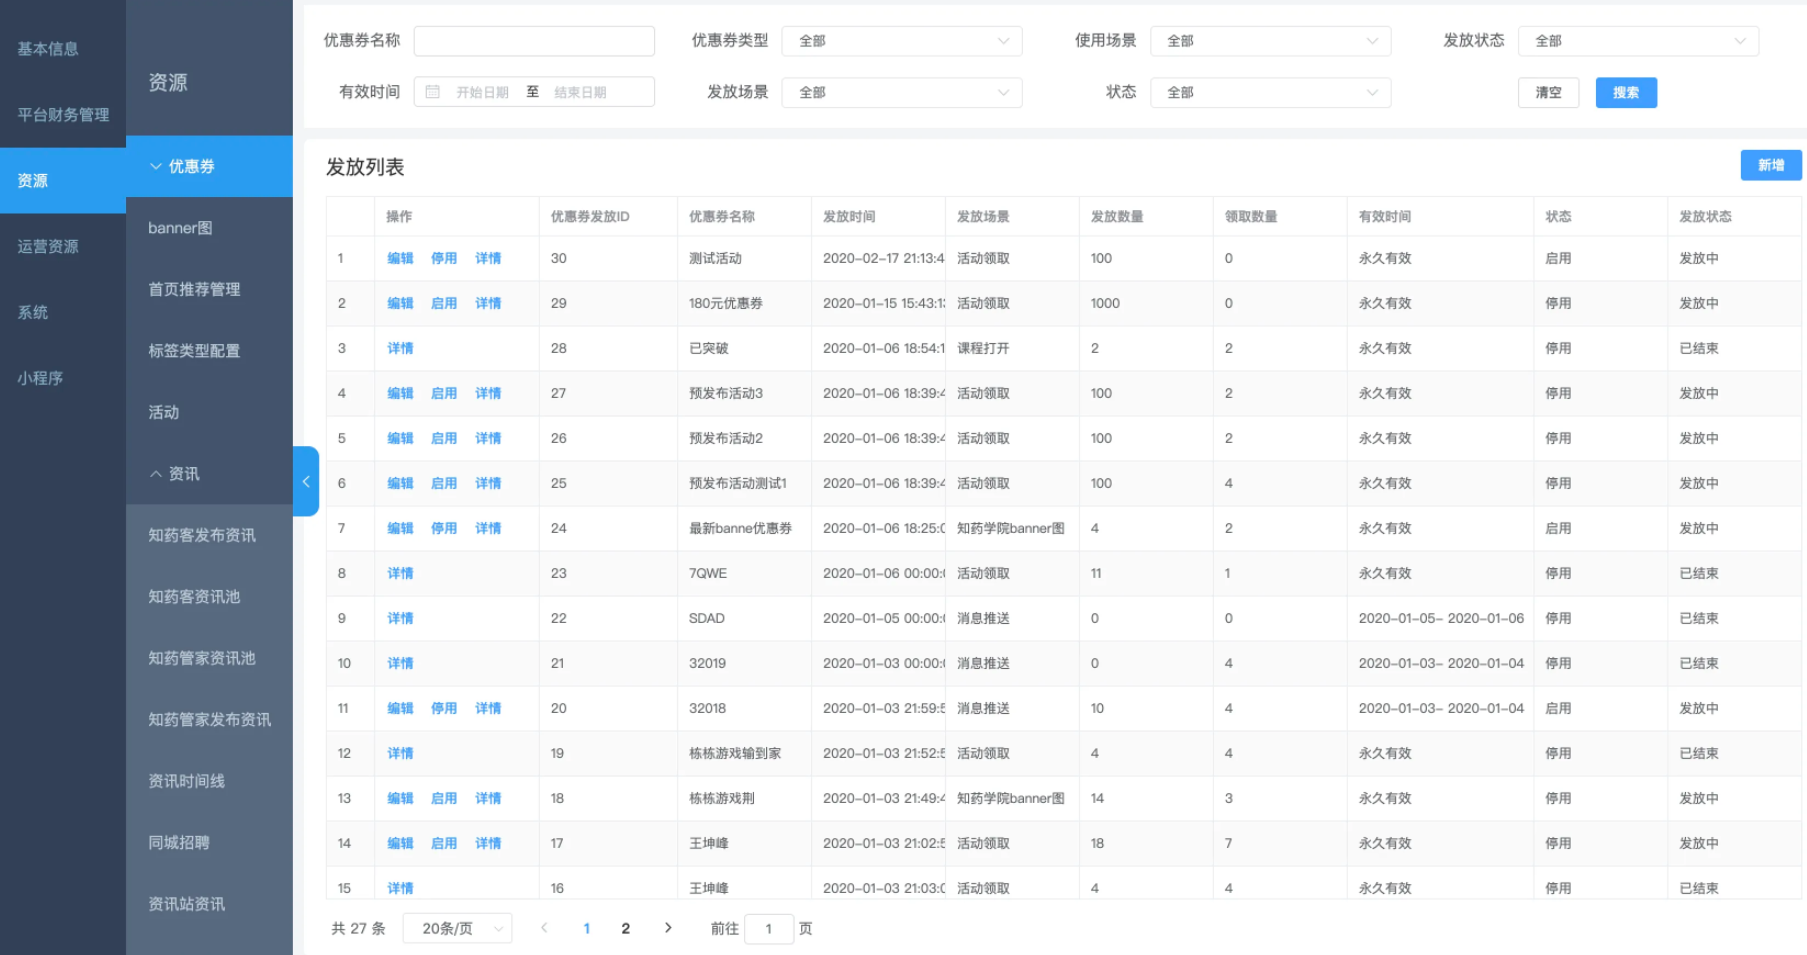 基本信息
平台财务管理
资源
运营资源
系统
小程序
资源
优惠券
banner图
首页推荐管理
标签类型配置
活动
资讯
知药客发布资讯
知药客资讯池
知药管家资讯池
知药管家发布资讯
资讯时间线
同城招聘
资讯站资讯
优惠券名称 优惠券类型 全部 使用场景 全部 发放状态 全部
有效时间 开始日期 至 结束日期 发放场景 全部 状态 全部 清空 搜索
发放列表 新增
操作 优惠券发放ID 优惠券名称 发放时间 发放场景 发放数量 领取数量 有效时间 状态 发放状态
1 编辑 停用 详情 30 测试活动 2020-02-17 21:13:4 活动领取 100 0 永久有效 启用 发放中
2 编辑 启用 详情 29 180元优惠券 2020-01-15 15:43:1 活动领取 1000 0 永久有效 停用 发放中
3 详情 28 已突破 2020-01-06 18:54:1 课程打开 2 2 永久有效 停用 已结束
4 编辑 启用 详情 27 预发布活动3 2020-01-06 18:39:4 活动领取 100 2 永久有效 停用 发放中
5 编辑 启用 详情 26 预发布活动2 2020-01-06 18:39:4 活动领取 100 2 永久有效 停用 发放中
6 编辑 启用 详情 25 预发布活动测试1 2020-01-06 18:39:4 活动领取 100 4 永久有效 停用 发放中
7 编辑 停用 详情 24 最新banne优惠券 2020-01-06 18:25:0 知药学院banner图 4 2 永久有效 启用 发放中
8 详情 23 7QWE 2020-01-06 00:00:0 活动领取 11 1 永久有效 停用 已结束
9 详情 22 SDAD 2020-01-05 00:00:0 消息推送 0 0 2020-01-05- 2020-01-06 停用 已结束
10 详情 21 32019 2020-01-03 00:00:0 消息推送 0 4 2020-01-03- 2020-01-04 停用 已结束
11 编辑 停用 详情 20 32018 2020-01-03 21:59:5 消息推送 10 4 2020-01-03- 2020-01-04 启用 发放中
12 详情 19 栋栋游戏输到家 2020-01-03 21:52:5 活动领取 4 4 永久有效 停用 已结束
13 编辑 启用 详情 18 栋栋游戏荆 2020-01-03 21:49:4 知药学院banner图 14 3 永久有效 停用 发放中
14 编辑 启用 详情 17 王坤峰 2020-01-03 21:02:5 活动领取 18 7 永久有效 停用 发放中
15 详情 16 王坤峰 2020-01-03 21:03:0 活动领取 4 4 永久有效 停用 已结束
共 27 条 20条/页 1 2 前往 1 页